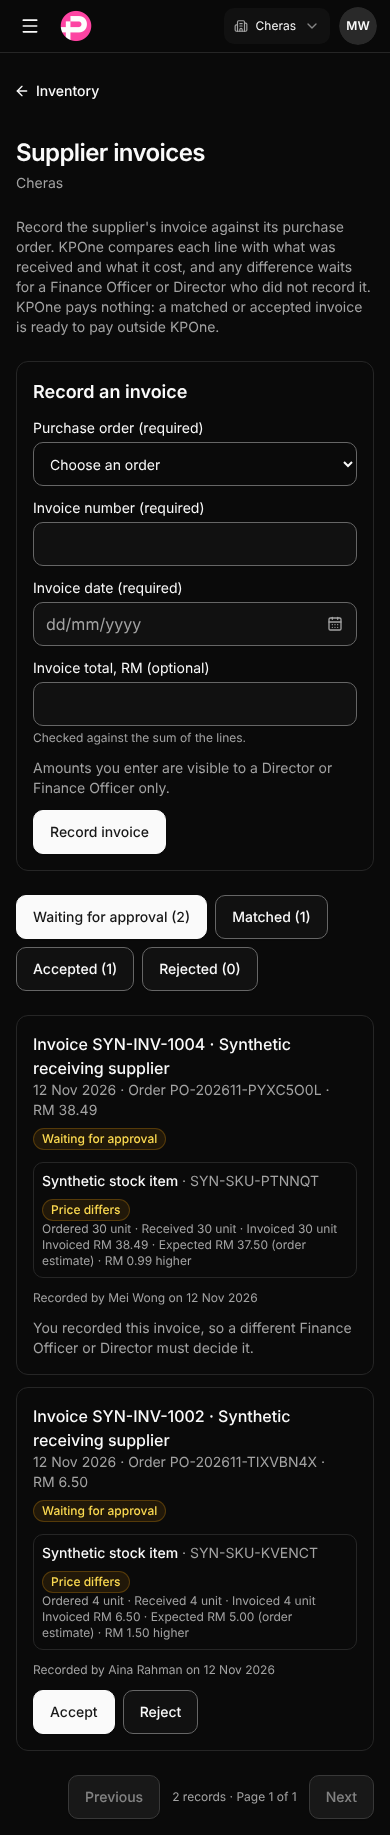 Cheras
MW
Inventory
Supplier invoices
Cheras
Record the supplier's invoice against its purchase
order. KPOne compares each line with what was
received and what it cost, and any difference waits
for a Finance Officer or Director who did not record it.
KPOne pays nothing: a matched or accepted invoice
is ready to pay outside KPOne.
Record an invoice
Purchase order (required)
Choose an order
Invoice number (required)
Invoice date (required)
dd/mm/yyyy
Invoice total, RM (optional)
Checked against the sum of the lines.
Amounts you enter are visible to a Director or
Finance Officer only.
Record invoice
Waiting for approval (2)
Matched (1)
Accepted (1)
Rejected (0)
Invoice SYN-INV-1004 · Synthetic
receiving supplier
12 Nov 2026 · Order PO-202611-PYXC5O0L ·
RM 38.49
Waiting for approval
Synthetic stock item · SYN-SKU-PTNNQT
Price differs
Ordered 30 unit · Received 30 unit · Invoiced 30 unit
Invoiced RM 38.49 · Expected RM 37.50 (order
estimate) · RM 0.99 higher
Recorded by Mei Wong on 12 Nov 2026
You recorded this invoice, so a different Finance
Officer or Director must decide it.
Invoice SYN-INV-1002 · Synthetic
receiving supplier
12 Nov 2026 · Order PO-202611-TIXVBN4X ·
RM 6.50
Waiting for approval
Synthetic stock item · SYN-SKU-KVENCT
Price differs
Ordered 4 unit · Received 4 unit · Invoiced 4 unit
Invoiced RM 6.50 · Expected RM 5.00 (order
estimate) · RM 1.50 higher
Recorded by Aina Rahman on 12 Nov 2026
Accept
Reject
Previous
2 records · Page 1 of 1
Next